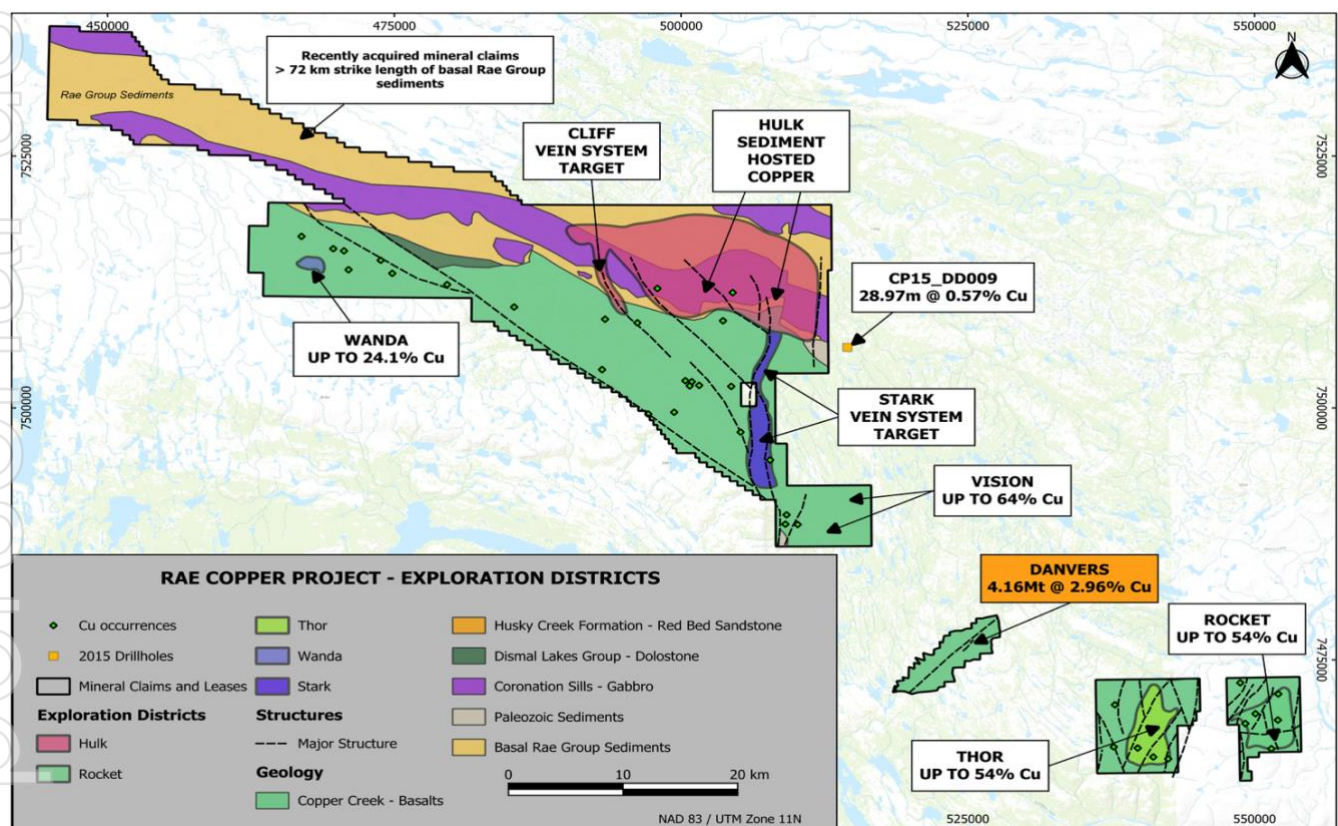 450000
475000
500000
525000
550000
N
Recently acquired mineral claims
> 72 km strike length of basal Rae Group
sediments
Rae Group Sediments
CLIFF
VEIN SYSTEM
TARGET
HULK
SEDIMENT
HOSTED
COPPER
7525000
7525000
CP15_DD009
28.97m @ 0.57% Cu
WANDA
UP TO 24.1% Cu
7500000
7500000
STARK
VEIN SYSTEM
TARGET
VISION
UP TO 64% Cu
DANVERS
4.16Mt @ 2.96% Cu
ROCKET
UP TO 54% Cu
7475000
THOR
UP TO 54% Cu
525000
550000
RAE COPPER PROJECT - EXPLORATION DISTRICTS
Cu occurrences
2015 Drillholes
Mineral Claims and Leases
Exploration Districts
Hulk
Rocket
Thor
Wanda
Stark
Structures
Major Structure
Geology
Copper Creek - Basalts
Husky Creek Formation - Red Bed Sandstone
Dismal Lakes Group - Dolostone
Coronation Sills - Gabbro
Paleozoic Sediments
Basal Rae Group Sediments
0 10 20 km
NAD 83 / UTM Zone 11N